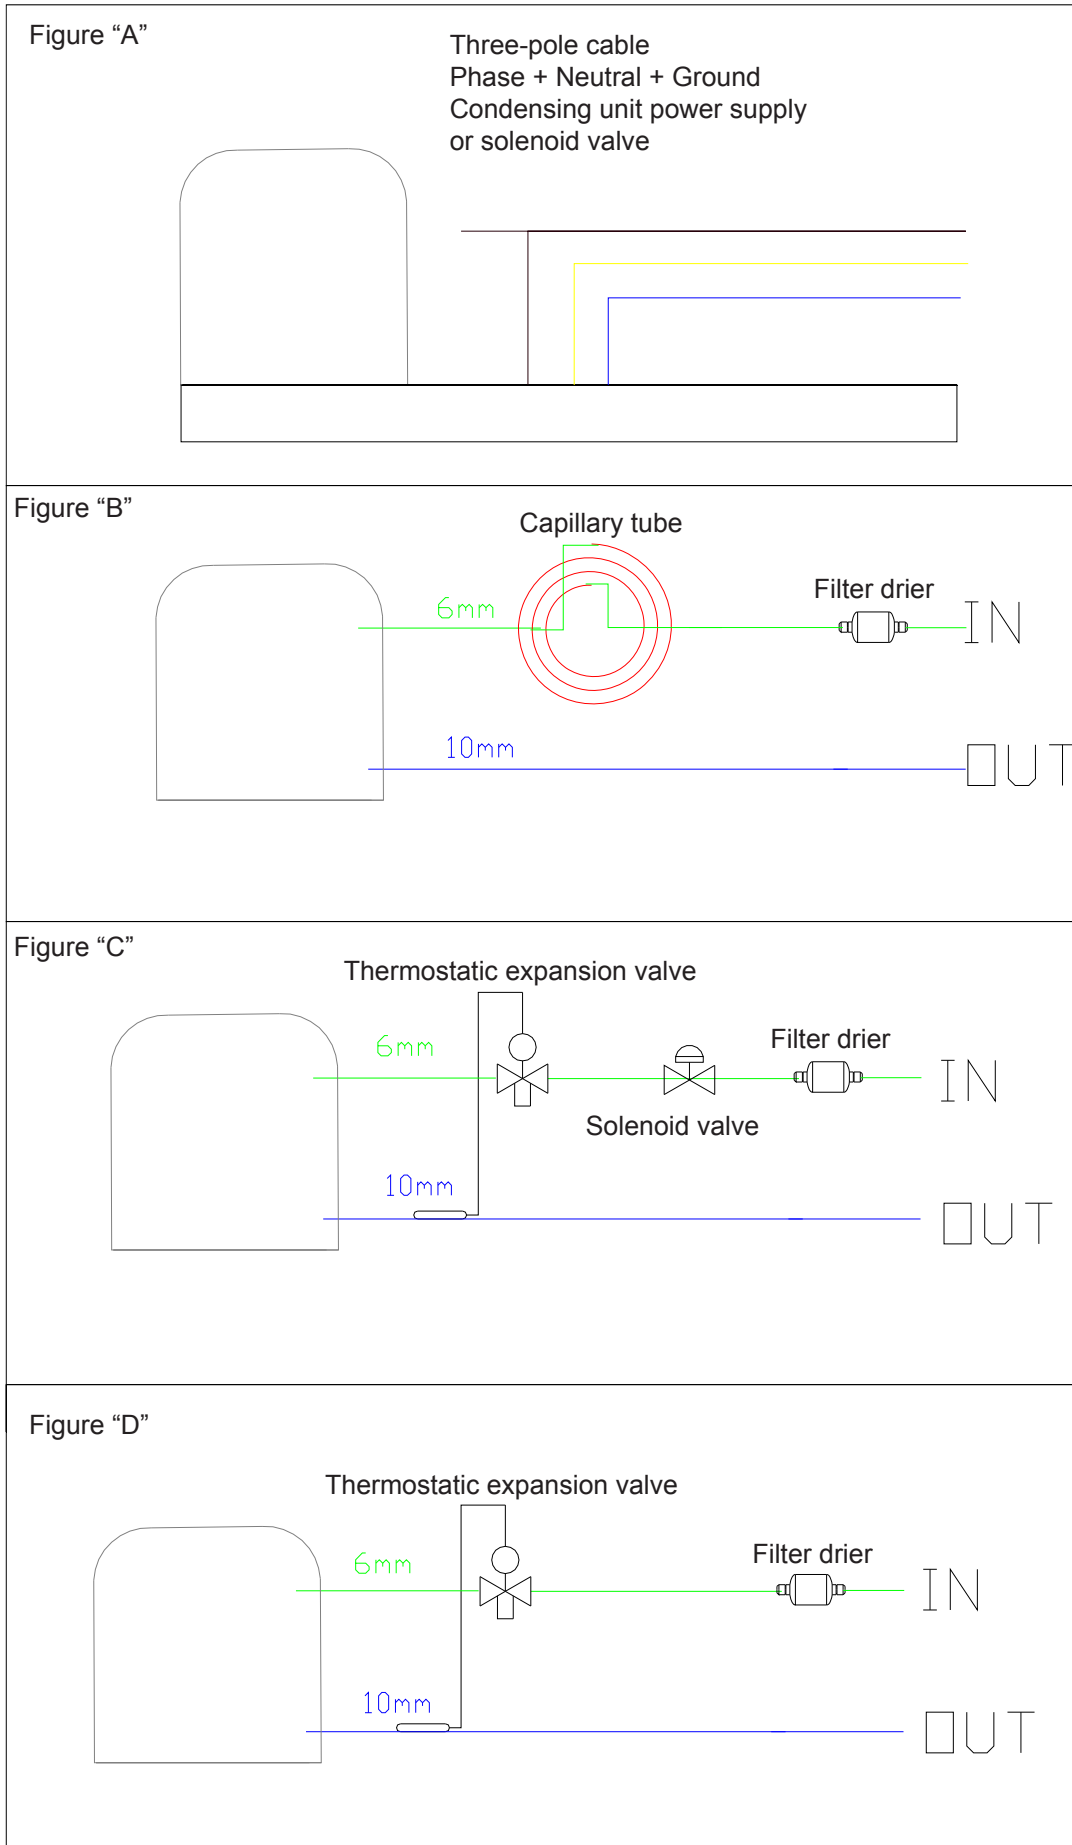 Figure “A”
Three-pole cable
Phase + Neutral + Ground
Condensing unit power supply
or solenoid valve
Figure “B”
Capillary tube
6mm
Filter drier
IN
10mm
OUT
Figure “C”
Thermostatic expansion valve
6mm
Filter drier
IN
Solenoid valve
10mm
OUT
Figure “D”
Thermostatic expansion valve
6mm
Filter drier
IN
10mm
OUT